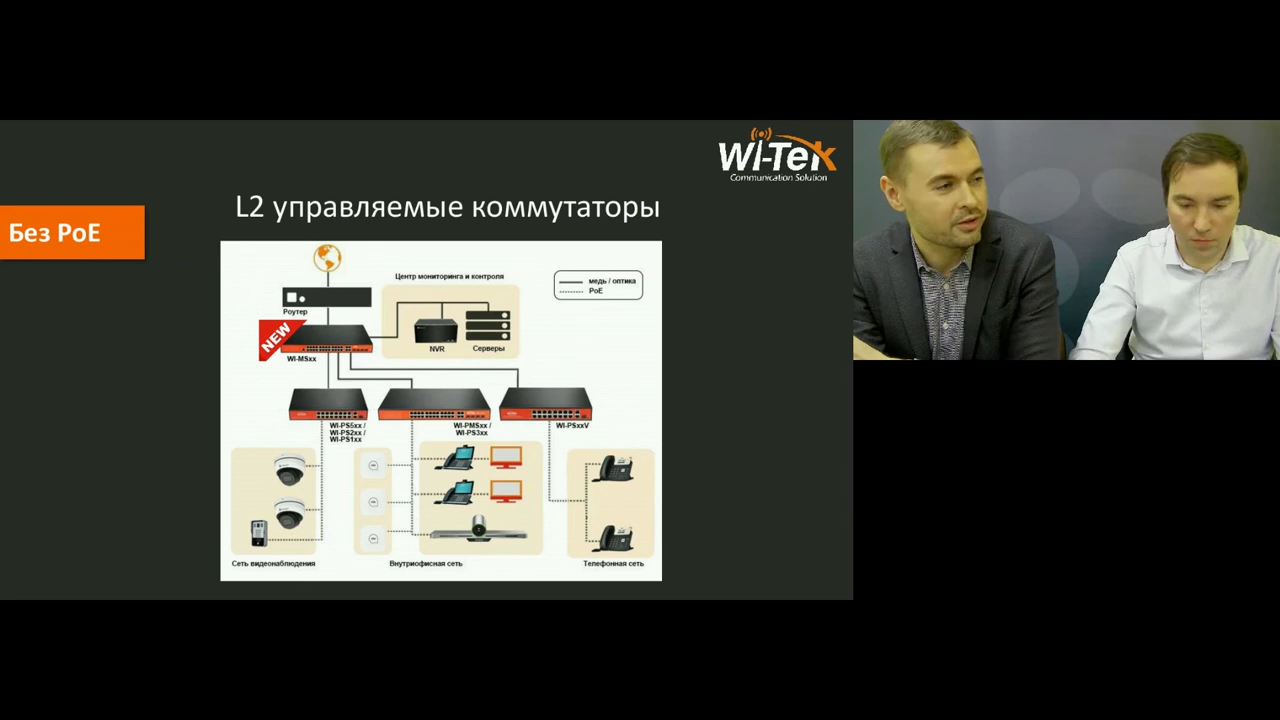 WI-Tek
Communication Solution
L2 управляемые коммутаторы
Без PoE
Центр мониторинга и контроля
медь / оптика
PoE
Роутер
NEW
NVR
Серверы
WI-MSxx
WI-PS5xx /
WI-PS2xx /
WI-PS1xx
WI-PMSxx /
WI-PS3xx
WI-PSxxV
Сеть видеонаблюдения
Внутриофисная сеть
Телефонная сеть